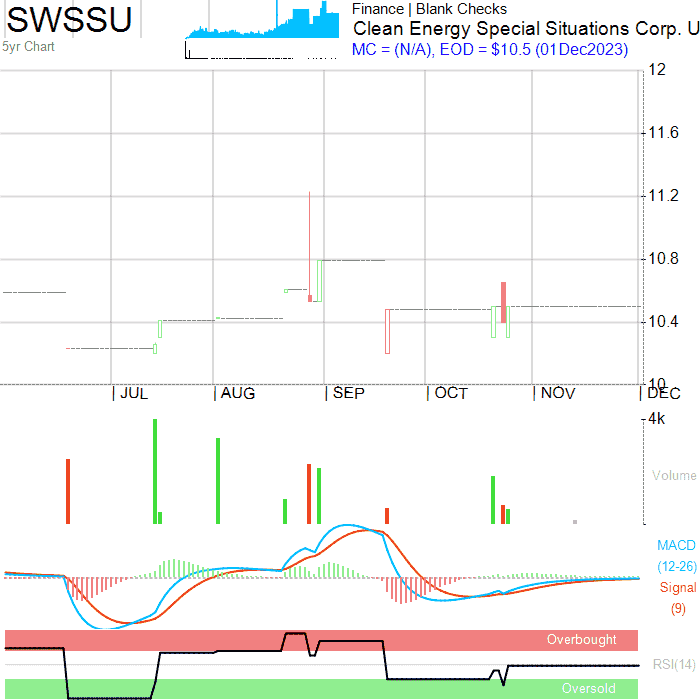 SWSSU
5yr Chart
Finance | Blank Checks
Clean Energy Special Situations Corp. U
MC = (N/A), EOD = $10.5 (01Dec2023)
12
11.6
11.2
10.8
10.4
10
JUL AUG SEP OCT NOV DEC
4k
Volume
MACD
(12-26)
Signal
(9)
Overbought
RSI(14)
Oversold